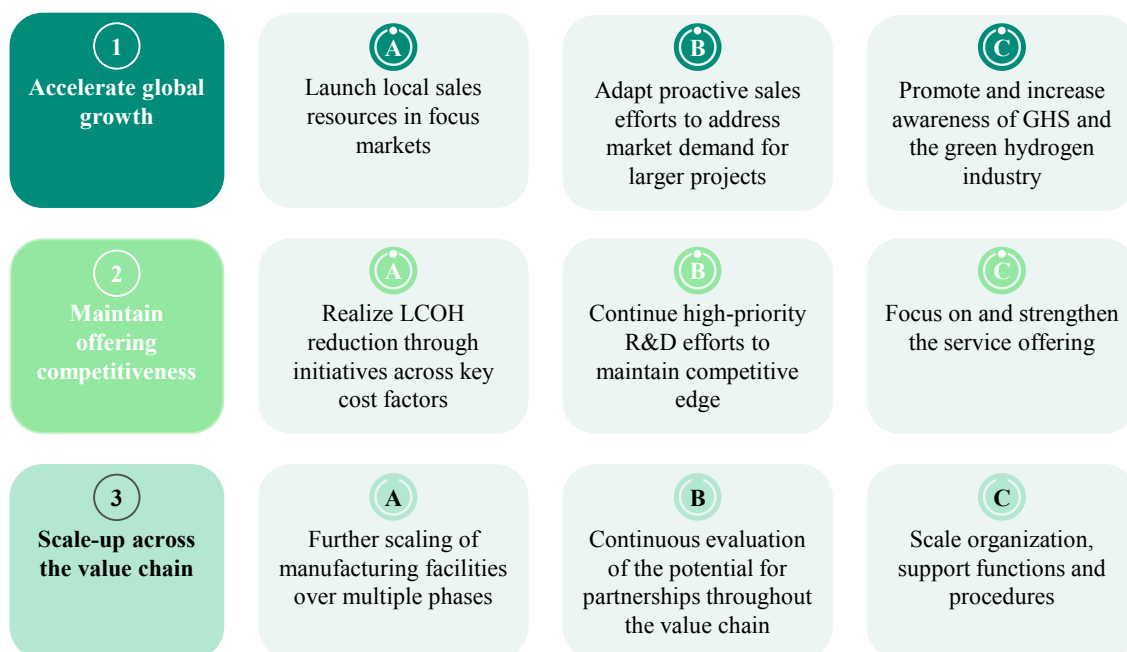 1
Accelerate global
growth
A
Launch local sales
resources in focus
markets
B
Adapt proactive sales
efforts to address
market demand for
larger projects
C
Promote and increase
awareness of GHS and
the green hydrogen
industry
2
Maintain
offering
competitiveness
A
Realize LCOH
reduction through
initiatives across key
cost factors
B
Continue high-priority
R&D efforts to
maintain competitive
edge
C
Focus on and strengthen
the service offering
3
Scale-up across
the value chain
A
Further scaling of
manufacturing facilities
over multiple phases
B
Continuous evaluation
of the potential for
partnerships throughout
the value chain
C
Scale organization,
support functions and
procedures